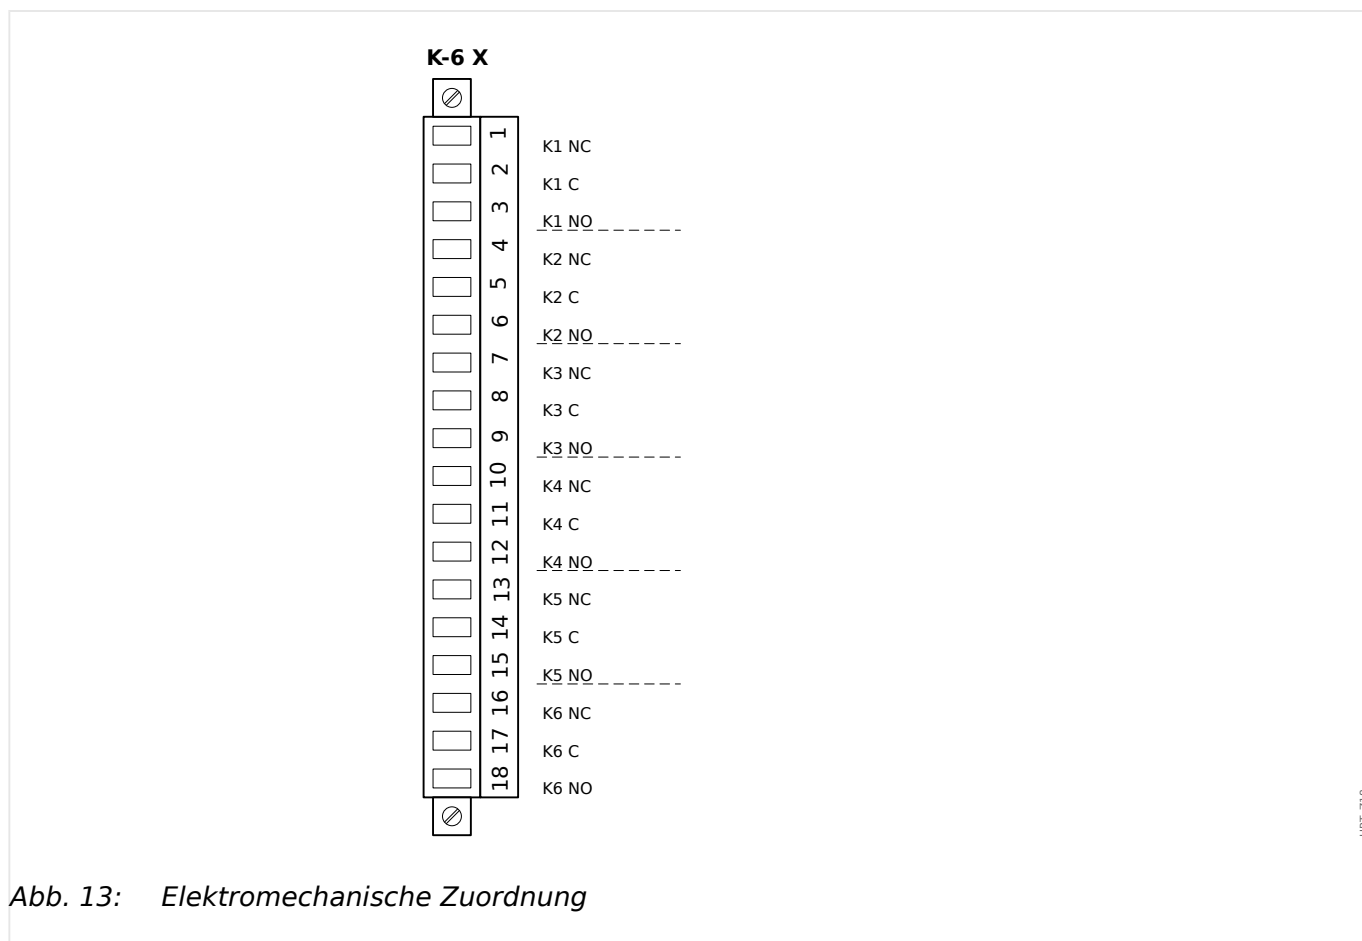 K-6 X
1
K1 NC
2
K1 C
3
K1 NO
4
K2 NC
5
K2 C
6
K2 NO
7
K3 NC
8
K3 C
9
K3 NO
10
K4 NC
11
K4 C
12
K4 NO
13
K5 NC
14
K5 C
15
K5 NO
16
K6 NC
17
K6 C
18
K6 NO
Abb. 13: Elektromechanische Zuordnung